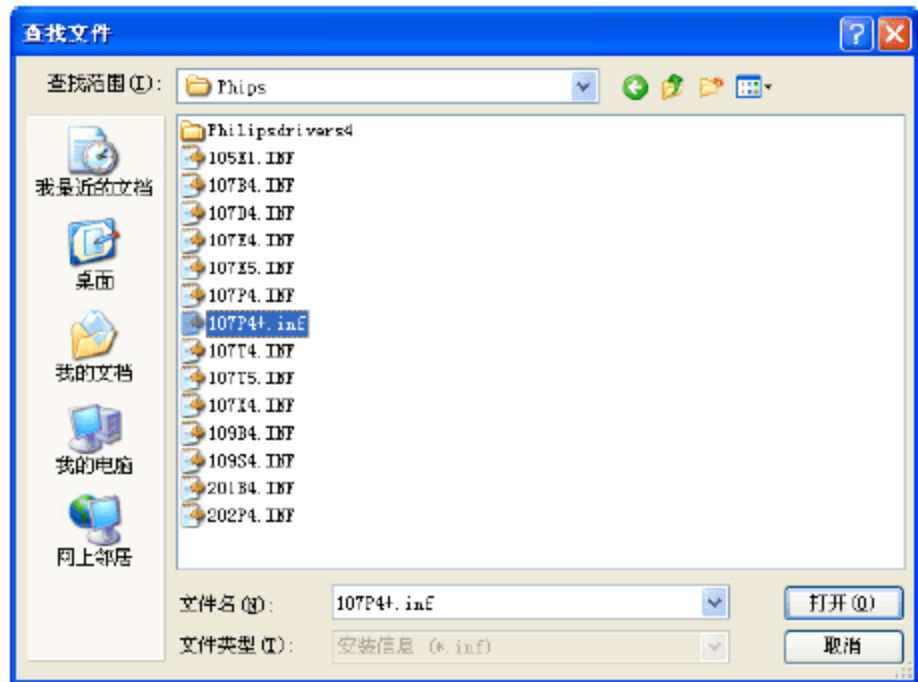 查找文件
查找范围(I):
Phips
我最近的文档
桌面
我的文档
我的电脑
网上邻居
Philipsdrivers4
105E1.INF
107B4.INF
107D4.INF
107E4.INF
107E5.INF
107P4.INF
107P4+.inf
107T4.INF
107T5.INF
107X4.INF
109B4.INF
109S4.INF
201B4.INF
202P4.INF
文件名(N):
107P4+.inf
打开(O)
文件类型(T):
安装信息 (*.inf)
取消